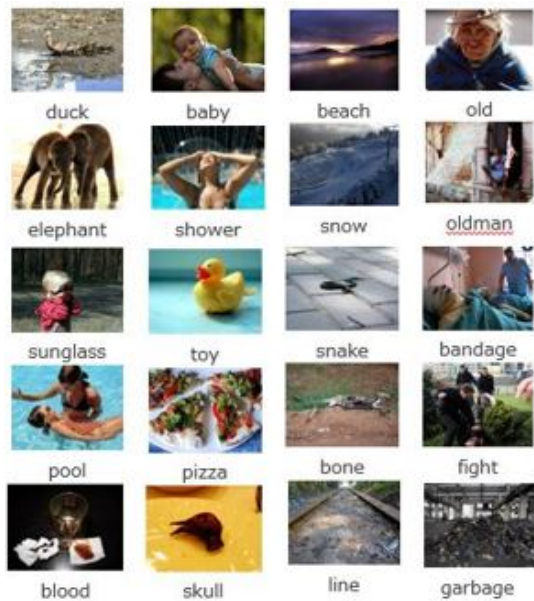 duck baby beach old
elephant shower snow oldman
sunglass toy snake bandage
pool pizza bone fight
blood skull line garbage